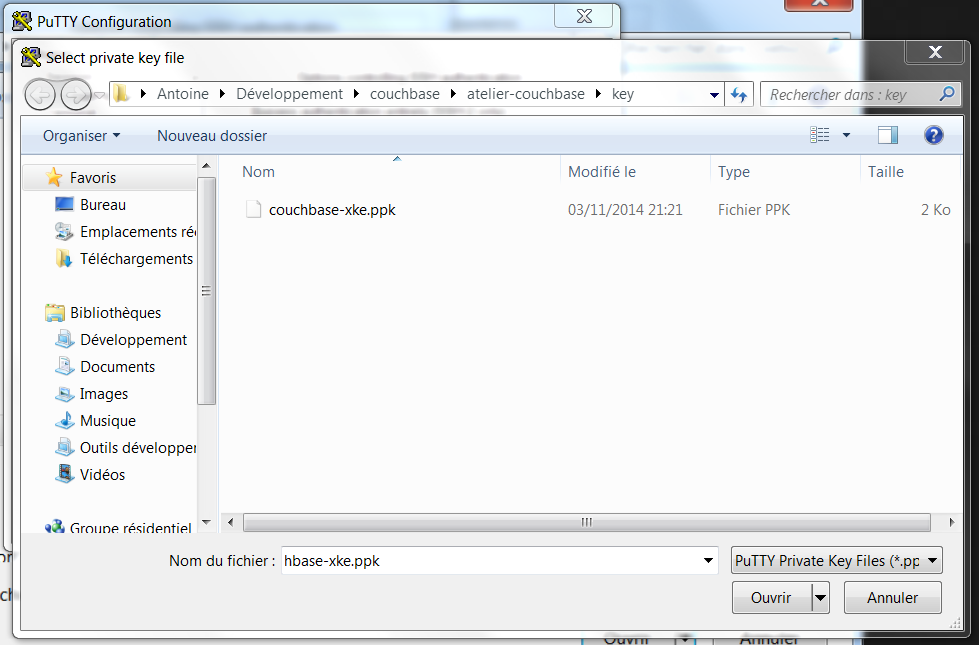 PuTTY Configuration
Select private key file
Antoine Développement couchbase atelier-couchbase key
Rechercher dans : key
Organiser Nouveau dossier
Favoris
Bureau
Emplacements ré
Téléchargements
Bibliothèques
Développement
Documents
Images
Musique
Outils développe
Vidéos
Groupe résidentiel
Nom Modifié le Type Taille
couchbase-xke.ppk 03/11/2014 21:21 Fichier PPK 2 Ko
Nom du fichier : hbase-xke.ppk PuTTY Private Key Files (*.pp
Ouvrir Annuler
Ouvrir Annuler